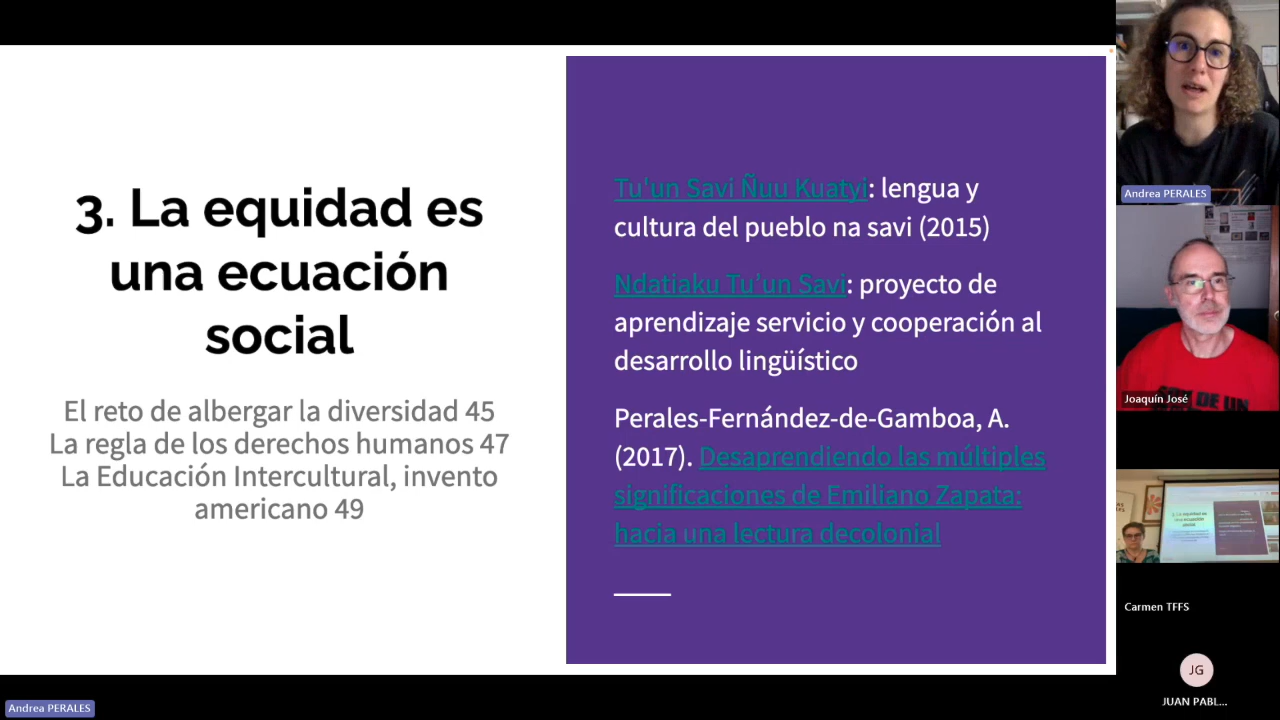 3. La equidad es
una ecuación
social
El reto de albergar la diversidad 45
La regla de los derechos humanos 47
La Educación Intercultural, invento
americano 49
Tu'un Savi Ñuu Kuatyi: lengua y
cultura del pueblo na savi (2015)
Ndatiaku Tu’un Savi: proyecto de
aprendizaje servicio y cooperación al
desarrollo lingüístico
Perales-Fernández-de-Gamboa, A.
(2017). Desaprendiendo las múltiples
significaciones de Emiliano Zapata:
hacia una lectura decolonial
Andrea PERALES
Joaquín José
Carmen TFFS
JG
JUAN PABL...
Andrea PERALES